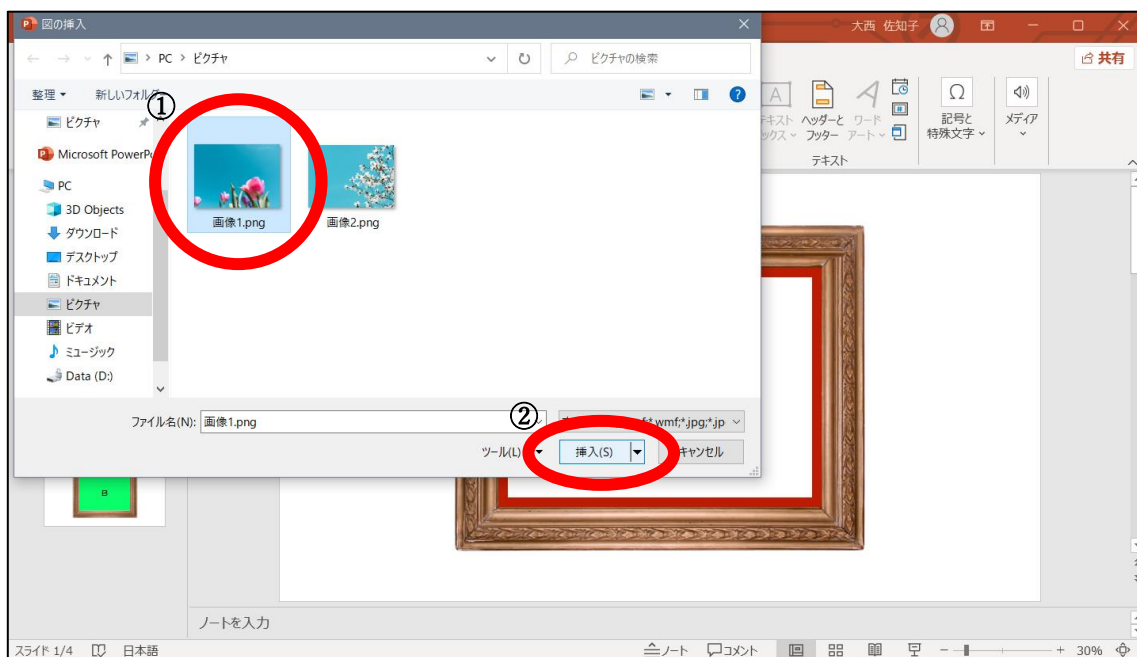 図の挿入
大西 佐知子
PC > ピクチャ
ピクチャの検索
共有
整理
新しいフォルダ
①
ピクチャ
Microsoft PowerPo
PC
3D Objects
ダウンロード
デスクトップ
ドキュメント
ピクチャ
ビデオ
ミュージック
Data (D:)
画像1.png
画像2.png
テキスト
ックス
ヘッダーと
フッター
ワード
アート
記号と
特殊文字
メディア
テキスト
ファイル名(N):
画像1.png
②
*.wmf;*.jpg;*.jp
ツール(L)
挿入(S)
キャンセル
B
ノートを入力
スライド 1/4
日本語
ノート
コメント
30%